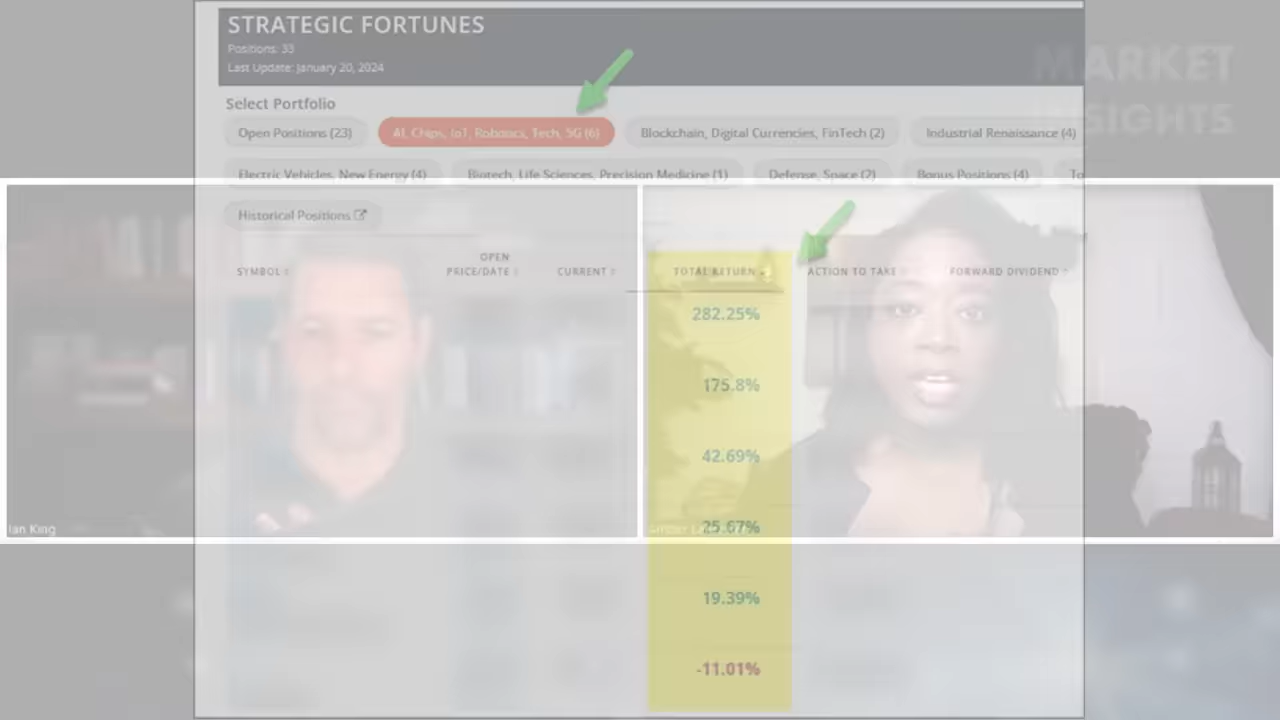 STRATEGIC FORTUNES
Positions: 33
Last Update: January 20, 2024
MARKET
INSIGHTS
Select Portfolio
Open Positions (23)
AI, Chips, IoT, Robotics, Tech, 5G (6)
Blockchain, Digital Currencies, FinTech (2)
Industrial Renaissance (4)
Electric Vehicles, New Energy (4)
Biotech, Life Sciences, Precision Medicine (1)
Defense, Space (2)
Bonus Positions (4)
To
Historical Positions
SYMBOL
OPEN
PRICE/DATE
CURRENT
TOTAL RETURN
ACTION TO TAKE
FORWARD DIVIDEND
282.25%
175.8%
42.69%
25.67%
19.39%
-11.01%
Ian King
Amber